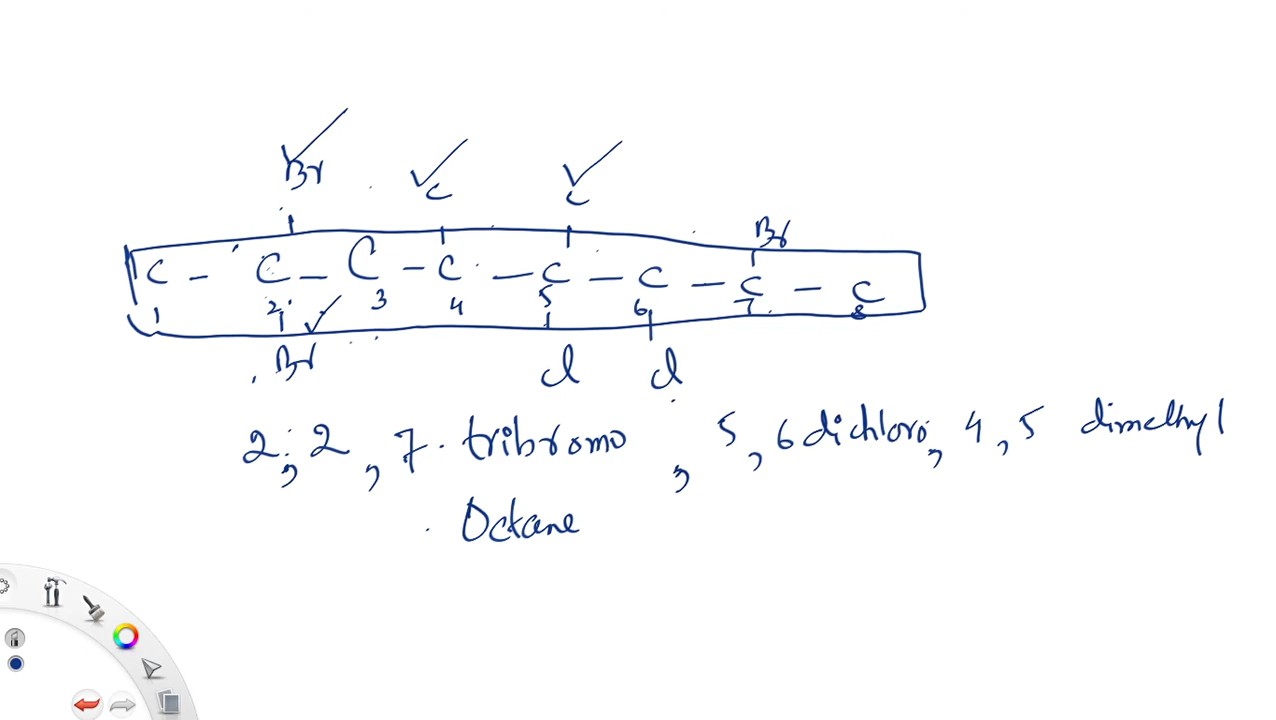 Br
C C
Br
C - C - C - C - C - C - C - C
1 2 3 4 5 6 7 8
Br Cl Cl
2, 2, 7. tribromo, 5, 6 dichloro, 4, 5 dimethyl
Octane